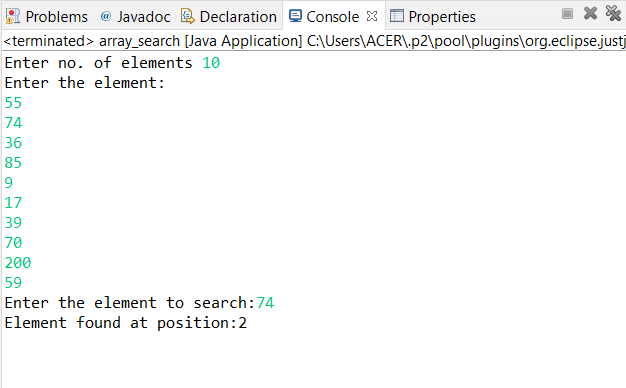 Problems @ Javadoc Declaration Console Properties
<terminated> array_search [Java Application] C:\Users\ACER\.p2\pool\plugins\org.eclipse.justj
Enter no. of elements 10
Enter the element:
55
74
36
85
9
17
39
70
200
59
Enter the element to search:74
Element found at position:2